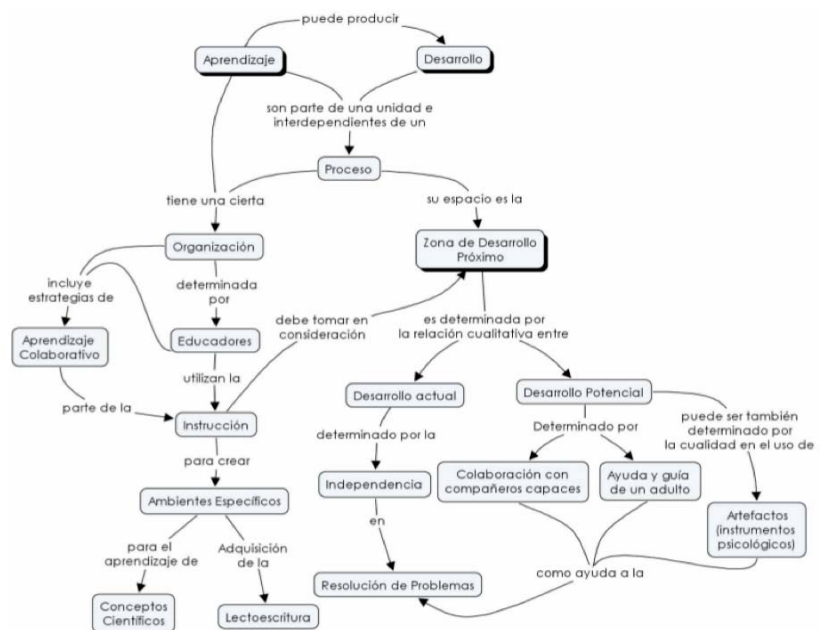 puede producir
Aprendizaje
Desarrollo
son parte de una unidad e
interdependientes de un
Proceso
tiene una cierta
su espacio es la
Organización
Zona de Desarrollo
Próximo
incluye
estrategias de
determinada
por
debe tomar en
consideración
es determinada por
la relación cualitativa entre
Aprendizaje
Colaborativo
Educadores
utilizan la
Desarrollo actual
Desarrollo Potencial
parte de la
Instrucción
puede ser también
determinado por
la cualidad en el uso de
determinado por la
Determinado por
para crear
Independencia
Colaboración con
compañeros capaces
Ayuda y guía
de un adulto
Ambientes Específicos
Artefactos
(instrumentos
psicológicos)
en
para el
aprendizaje de
Adquisición
de la
como ayuda a la
Resolución de Problemas
Conceptos
Científicos
Lectoescritura